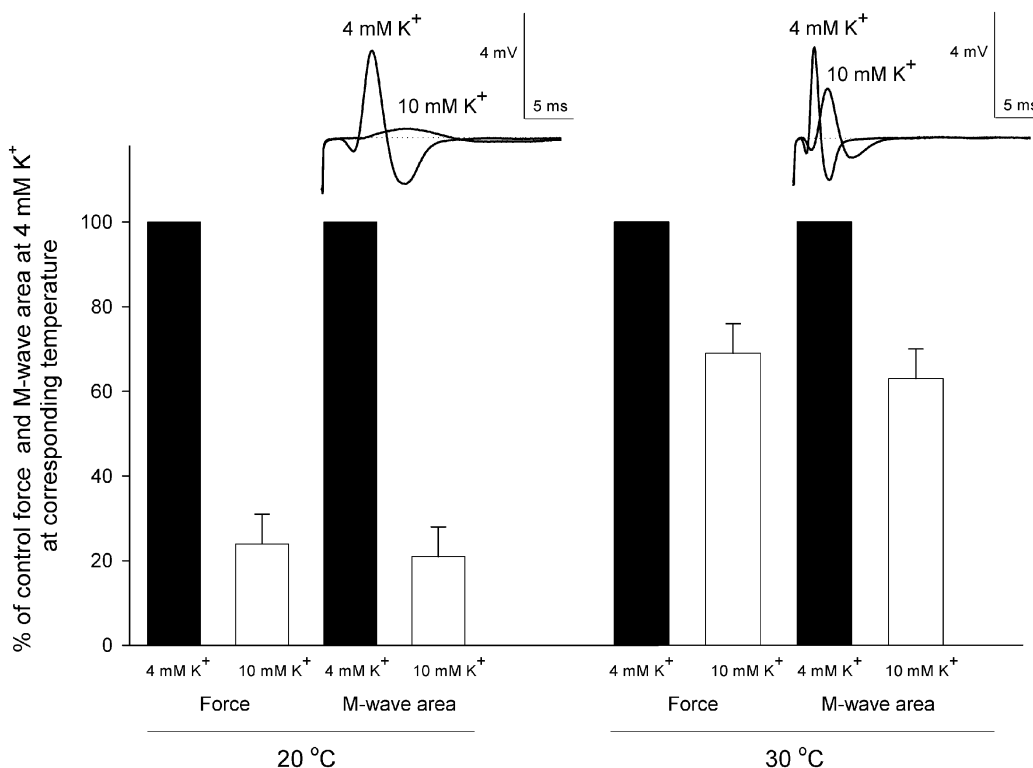 4 mM K+
10 mM K+
4 mV
5 ms
4 mM K+
10 mM K+
4 mV
5 ms
% of control force and M-wave area at 4 mM K+
at corresponding temperature
100
80
60
40
20
0
4 mM K+ 10 mM K+ 4 mM K+ 10 mM K+ 4 mM K+ 10 mM K+ 4 mM K+ 10 mM K+
Force M-wave area Force M-wave area
20 °C 30 °C